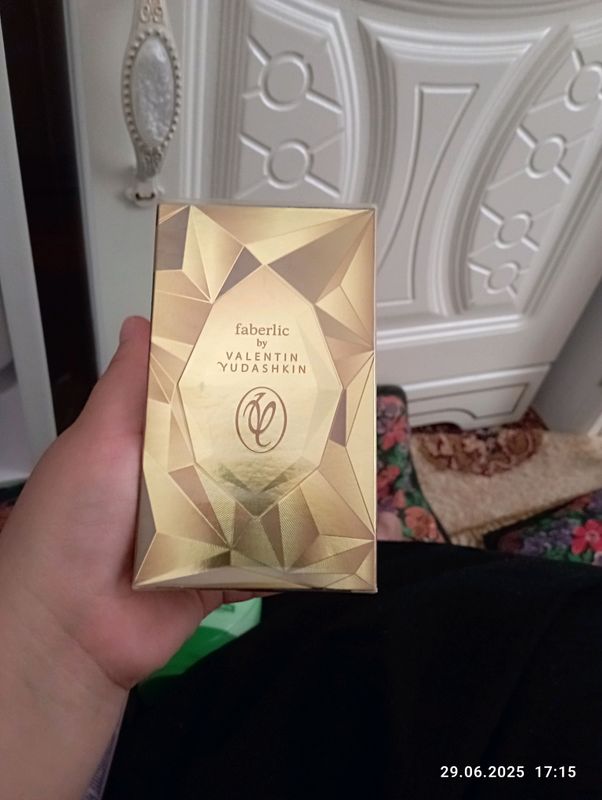 faberlic
by
VALENTIN
YUDASHKIN
29.06.2025 17:15